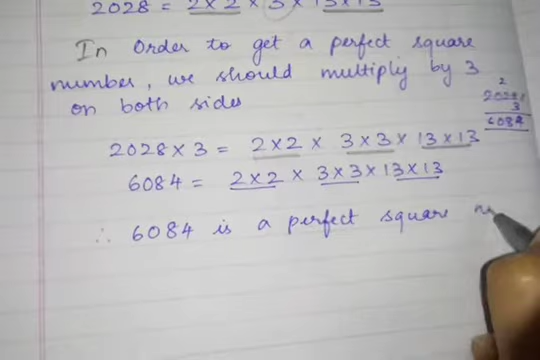 2028 = 2×2 × 3 × 13×13
In Order to get a perfect square
number, we should multiply by 3
on both sides
2
2028×
3
6084
2028×3 = 2×2 × 3×3× 13×13
6084 = 2×2 × 3×3×13×13
∴ 6084 is a perfect square